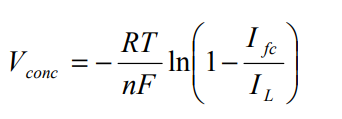 V_conc = − RT/nF ln(1 − I_fc/I_L)